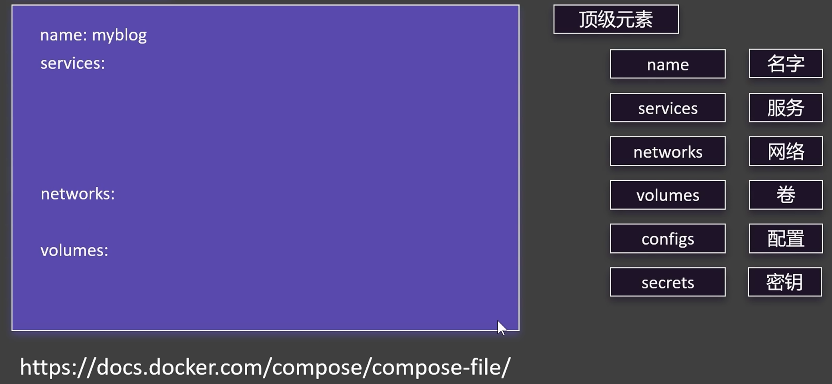 name: myblog
services:
networks:
volumes:
https://docs.docker.com/compose/compose-file/
顶级元素
name 名字
services 服务
networks 网络
volumes 卷
configs 配置
secrets 密钥